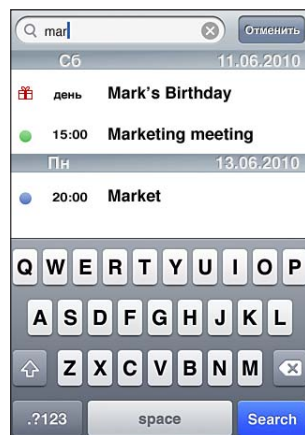 mar
Отменить
Сб 11.06.2010
день Mark's Birthday
15:00 Marketing meeting
Пн 13.06.2010
20:00 Market
Q W E R T Y U I O P
A S D F G H J K L
Z X C V B N M
.?123 space Search